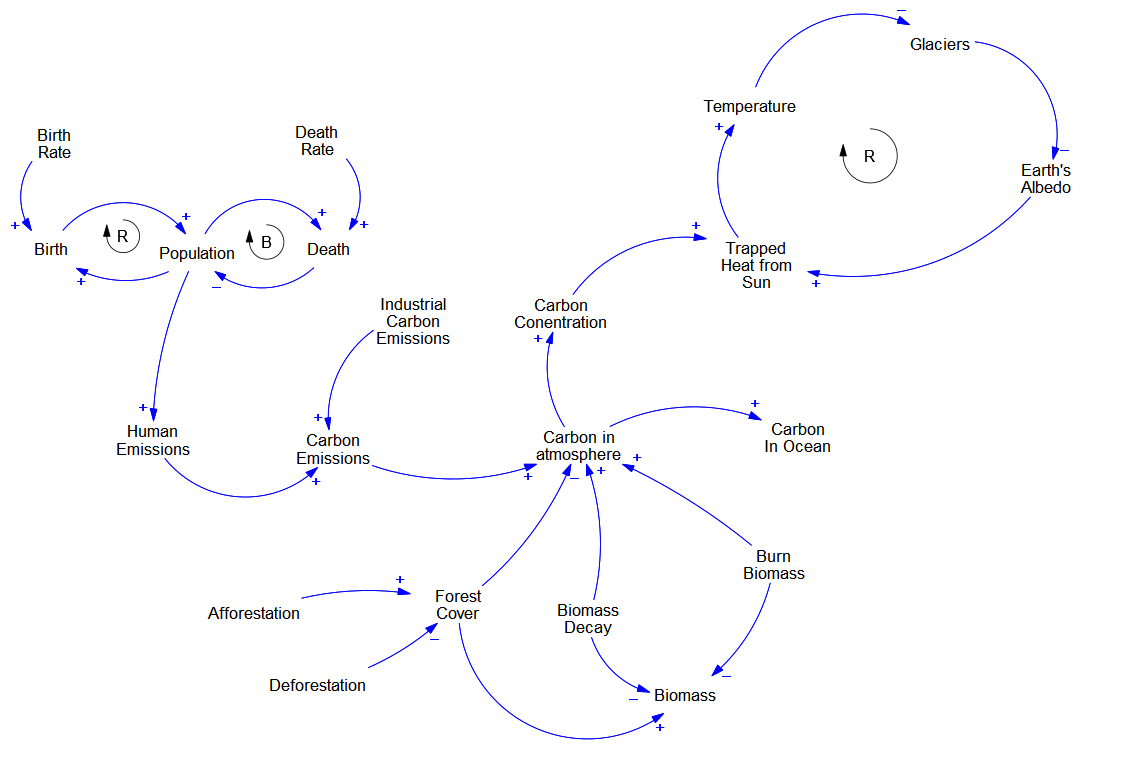 Glaciers
Temperature
R
Earth's
Albedo
Birth
Rate
Death
Rate
Birth
R
Population
B
Death
Trapped
Heat from
Sun
Industrial
Carbon
Emissions
Carbon
Conentration
Human
Emissions
Carbon
Emissions
Carbon in
atmosphere
Carbon
In Ocean
Burn
Biomass
Afforestation
Forest
Cover
Biomass
Decay
Deforestation
Biomass